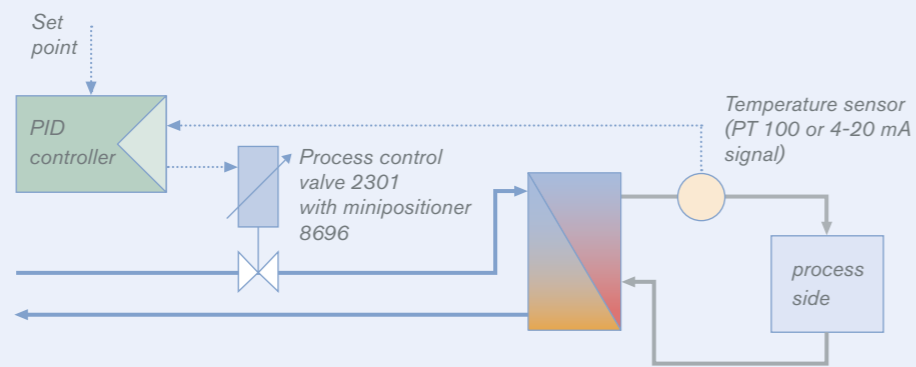 Set
point
PID
controller
Process control
valve 2301
with minipositioner
8696
Temperature sensor
(PT 100 or 4-20 mA
signal)
process
side